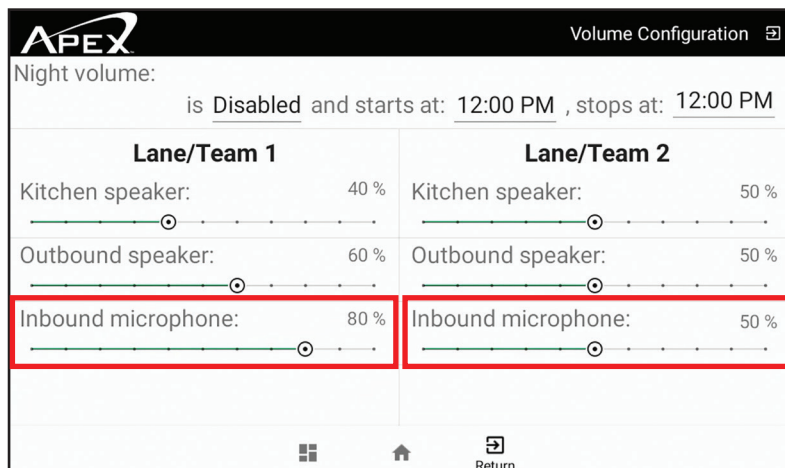 APEX
Volume Configuration
Night volume:
is Disabled and starts at: 12:00 PM , stops at: 12:00 PM
Lane/Team 1
Kitchen speaker: 40 %
Outbound speaker: 60 %
Inbound microphone: 80 %
Lane/Team 2
Kitchen speaker: 50 %
Outbound speaker: 50 %
Inbound microphone: 50 %
Return